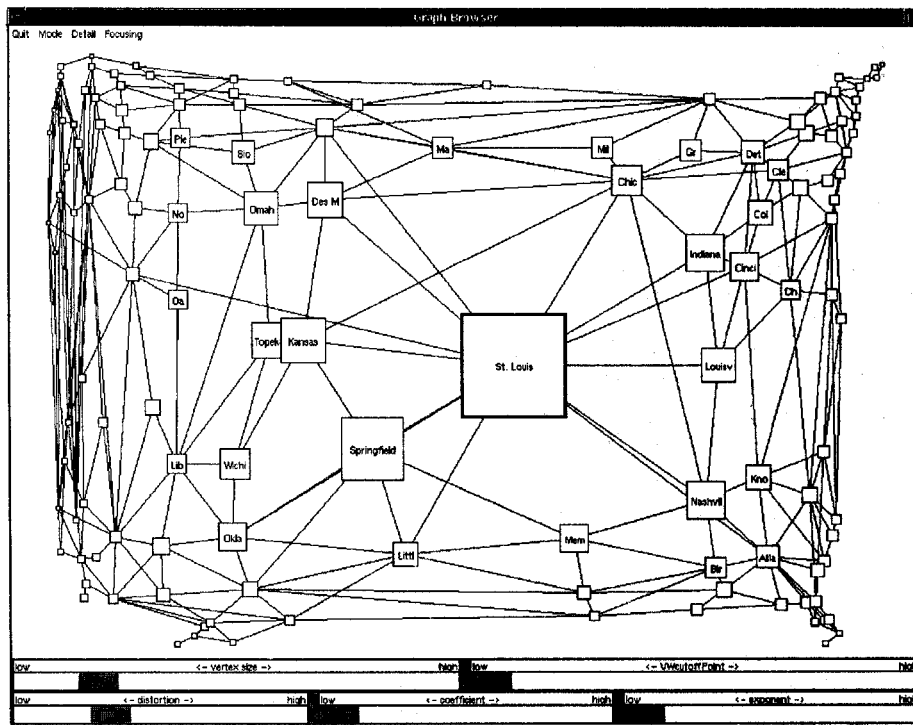 Graph Browser
Quit Mode Detail Focusing
Pie
Sio
Ma
Mil
Gr
Det
Cle
Chic
No
Omah
Des M
Col
Indiana
Cinci
Ch
Topek
Kansas
St. Louis
Louisv
Springfield
Lib
Wichi
Kno
Nashvil
Okla
Littl
Mem
Bir
Atla
low <- vertex size -> high low <- VWcutoffPoint -> high
low <- distortion -> high low <- coefficient -> high low <- exponent -> high